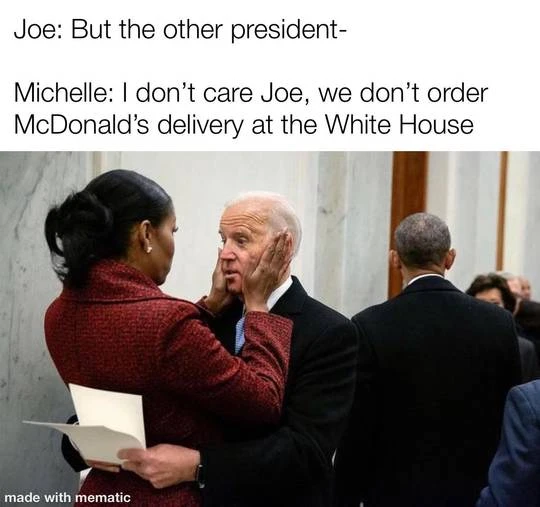 Joe: But the other president-
Michelle: I don’t care Joe, we don’t order
McDonald’s delivery at the White House
made with mematic